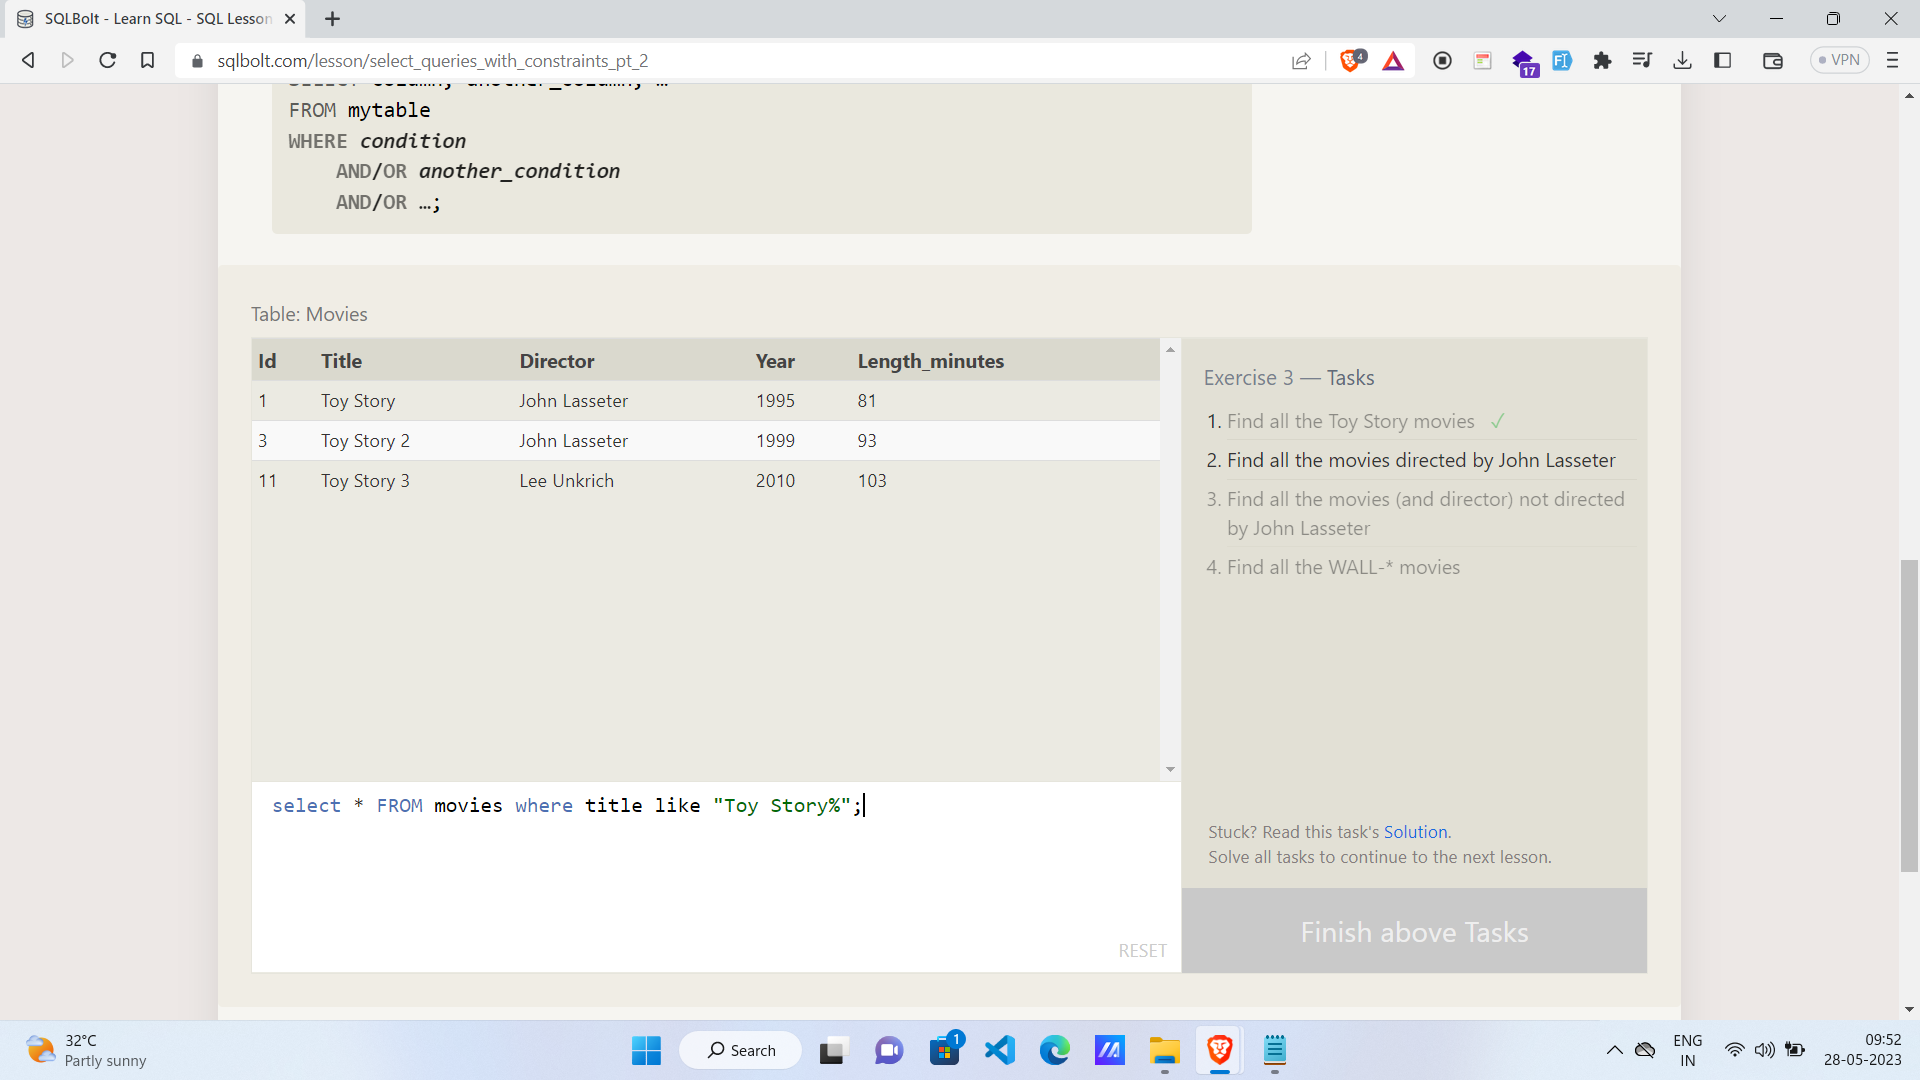 SQLBolt - Learn SQL - SQL Lesson
sqlbolt.com/lesson/select_queries_with_constraints_pt_2
4
17
VPN
SELECT column, another_column, …
FROM mytable
WHERE condition
AND/OR another_condition
AND/OR …;
Table: Movies
Id Title Director Year Length_minutes
1 Toy Story John Lasseter 1995 81
3 Toy Story 2 John Lasseter 1999 93
11 Toy Story 3 Lee Unkrich 2010 103
select * FROM movies where title like "Toy Story%";
RESET
Exercise 3 — Tasks
1. Find all the Toy Story movies ✓
2. Find all the movies directed by John Lasseter
3. Find all the movies (and director) not directed
by John Lasseter
4. Find all the WALL-* movies
Stuck? Read this task's Solution.
Solve all tasks to continue to the next lesson.
Finish above Tasks
32°C
Partly sunny
Search
1
ENG
IN
09:52
28-05-2023